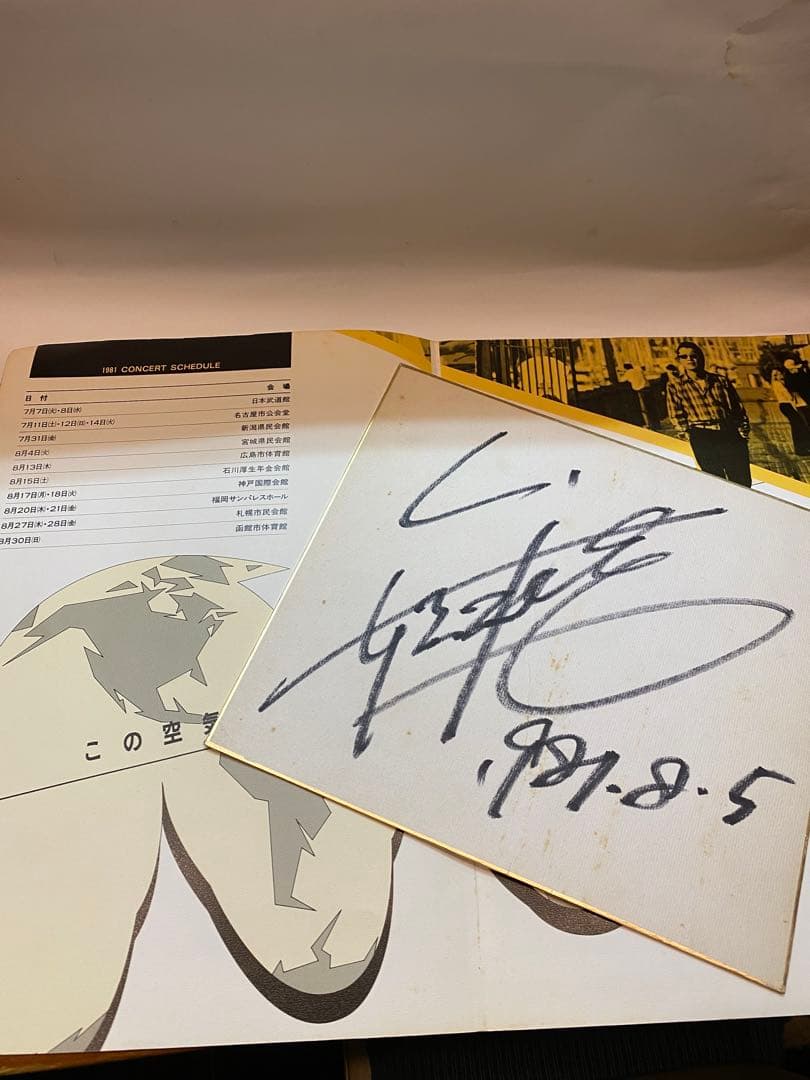 1981 CONCERT SCHEDULE
日付 会場
7月7日(火)・8日(水) 日本武道館
7月11日(土)・12日(日)・14日(火) 名古屋市公会堂
7月31日(金) 新潟県民会館
8月4日(火) 宮城県民会館
8月13日(木) 広島市体育館
8月15日(土) 石川厚生年金会館
8月17日(月)・18日(火) 神戸国際会館
8月20日(木)・21日(金) 福岡サンパレスホール
8月27日(木)・28日(金) 札幌市民会館
8月30日(日) 函館市体育館
この空気
'81.8.5